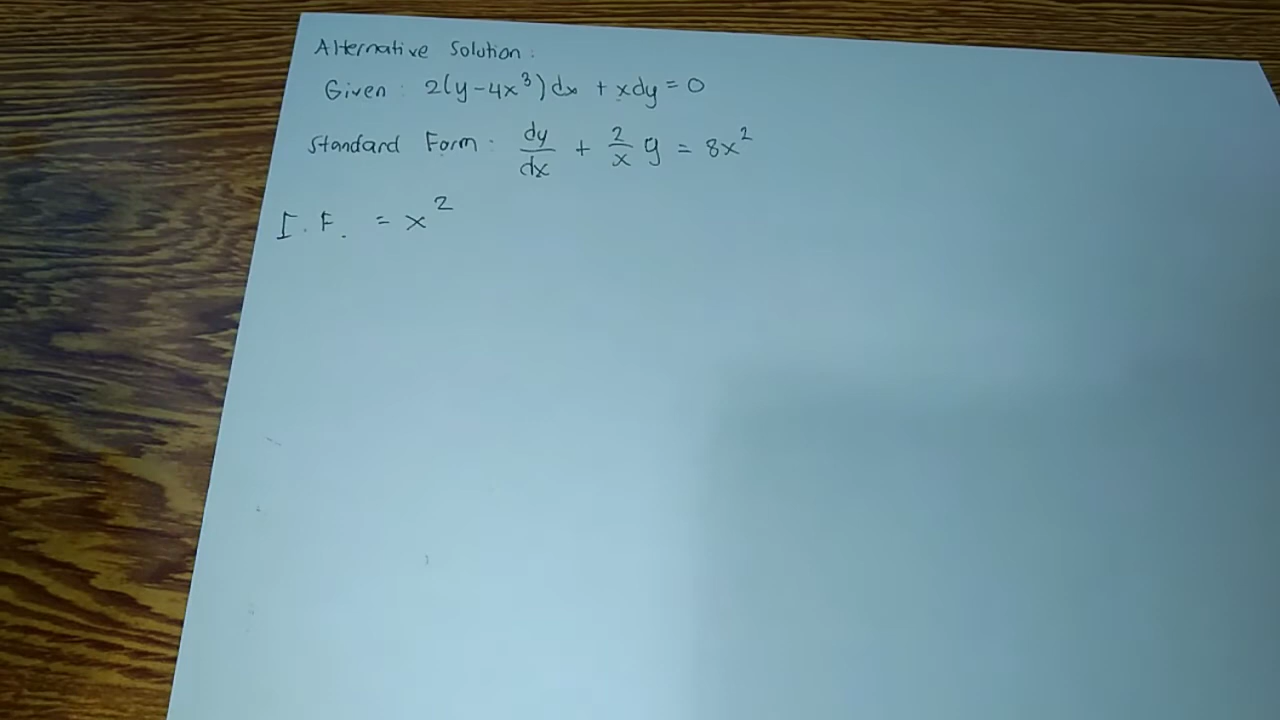 Alternative Solution:
Given: 2(y-4x³)dx + xdy = 0
Standard Form: dy/dx + 2/x y = 8x²
I.F. = x²